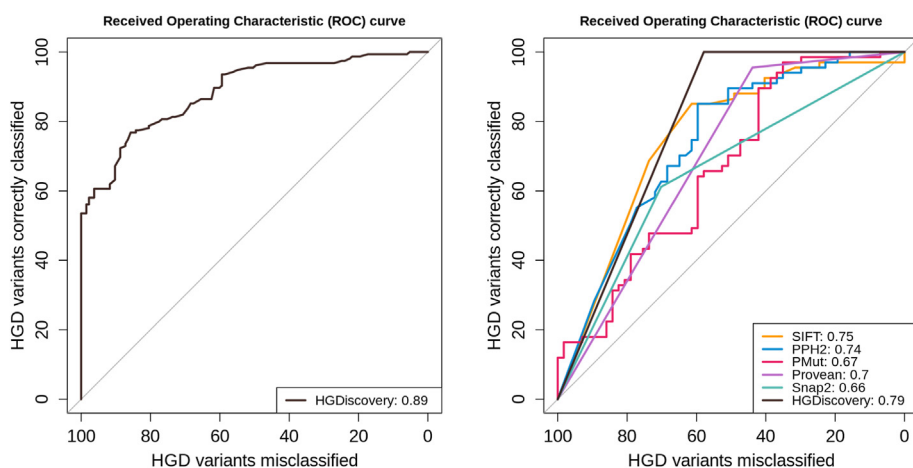 Received Operating Characteristic (ROC) curve
HGD variants correctly classified
100
80
60
40
20
0
HGDiscovery: 0.89
100 80 60 40 20 0
HGD variants misclassified
Received Operating Characteristic (ROC) curve
HGD variants correctly classified
100
80
60
40
20
0
SIFT: 0.75
PPH2: 0.74
PMut: 0.67
Provean: 0.7
Snap2: 0.66
HGDiscovery: 0.79
100 80 60 40 20 0
HGD variants misclassified